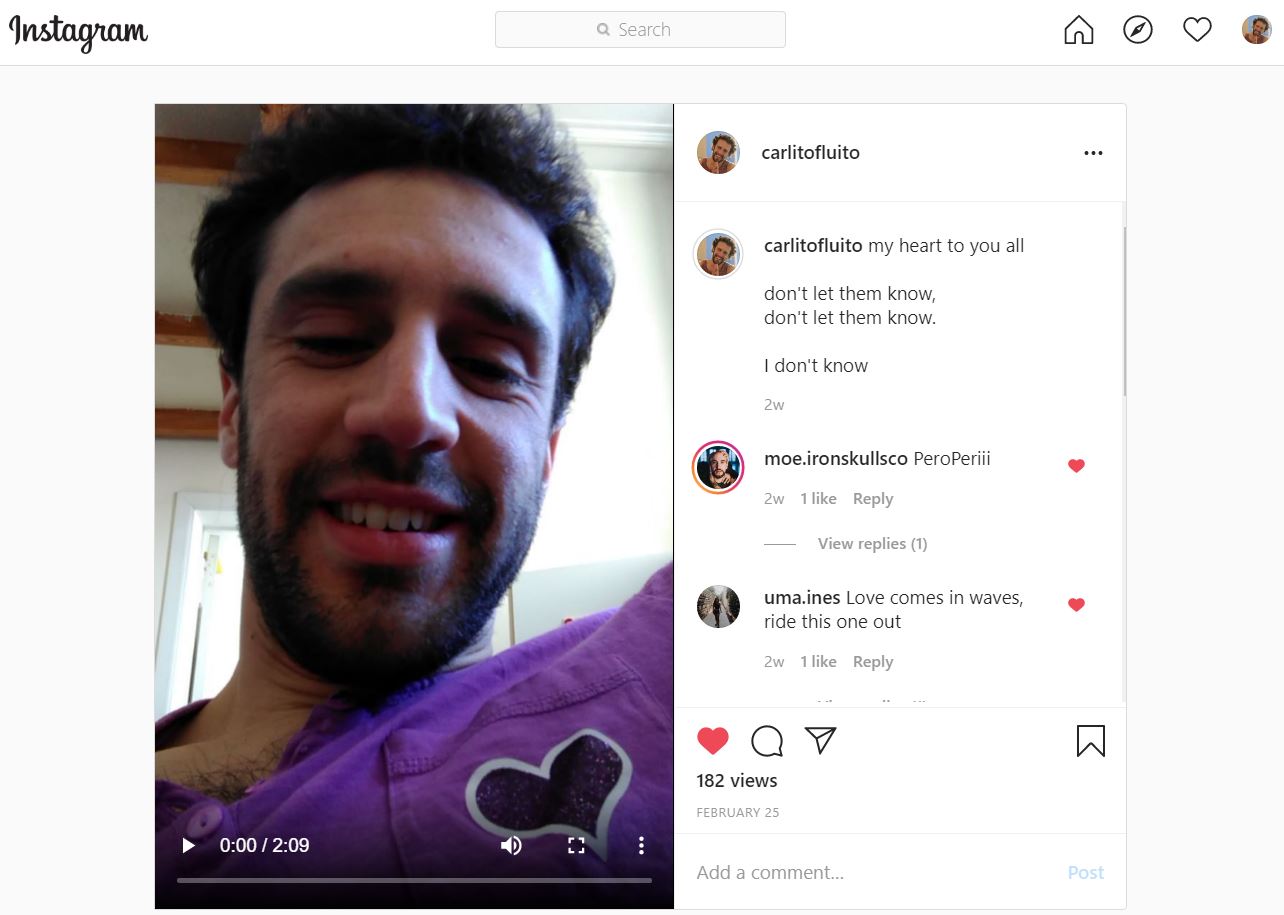 Instagram
Search
carlitofluito
carlitofluito my heart to you all
don't let them know,
don't let them know.
I don't know
2w
moe.ironskullsco PeroPeriii
2w 1 like Reply
View replies (1)
uma.ines Love comes in waves,
ride this one out
2w 1 like Reply
182 views
FEBRUARY 25
0:00 / 2:09
Add a comment... Post